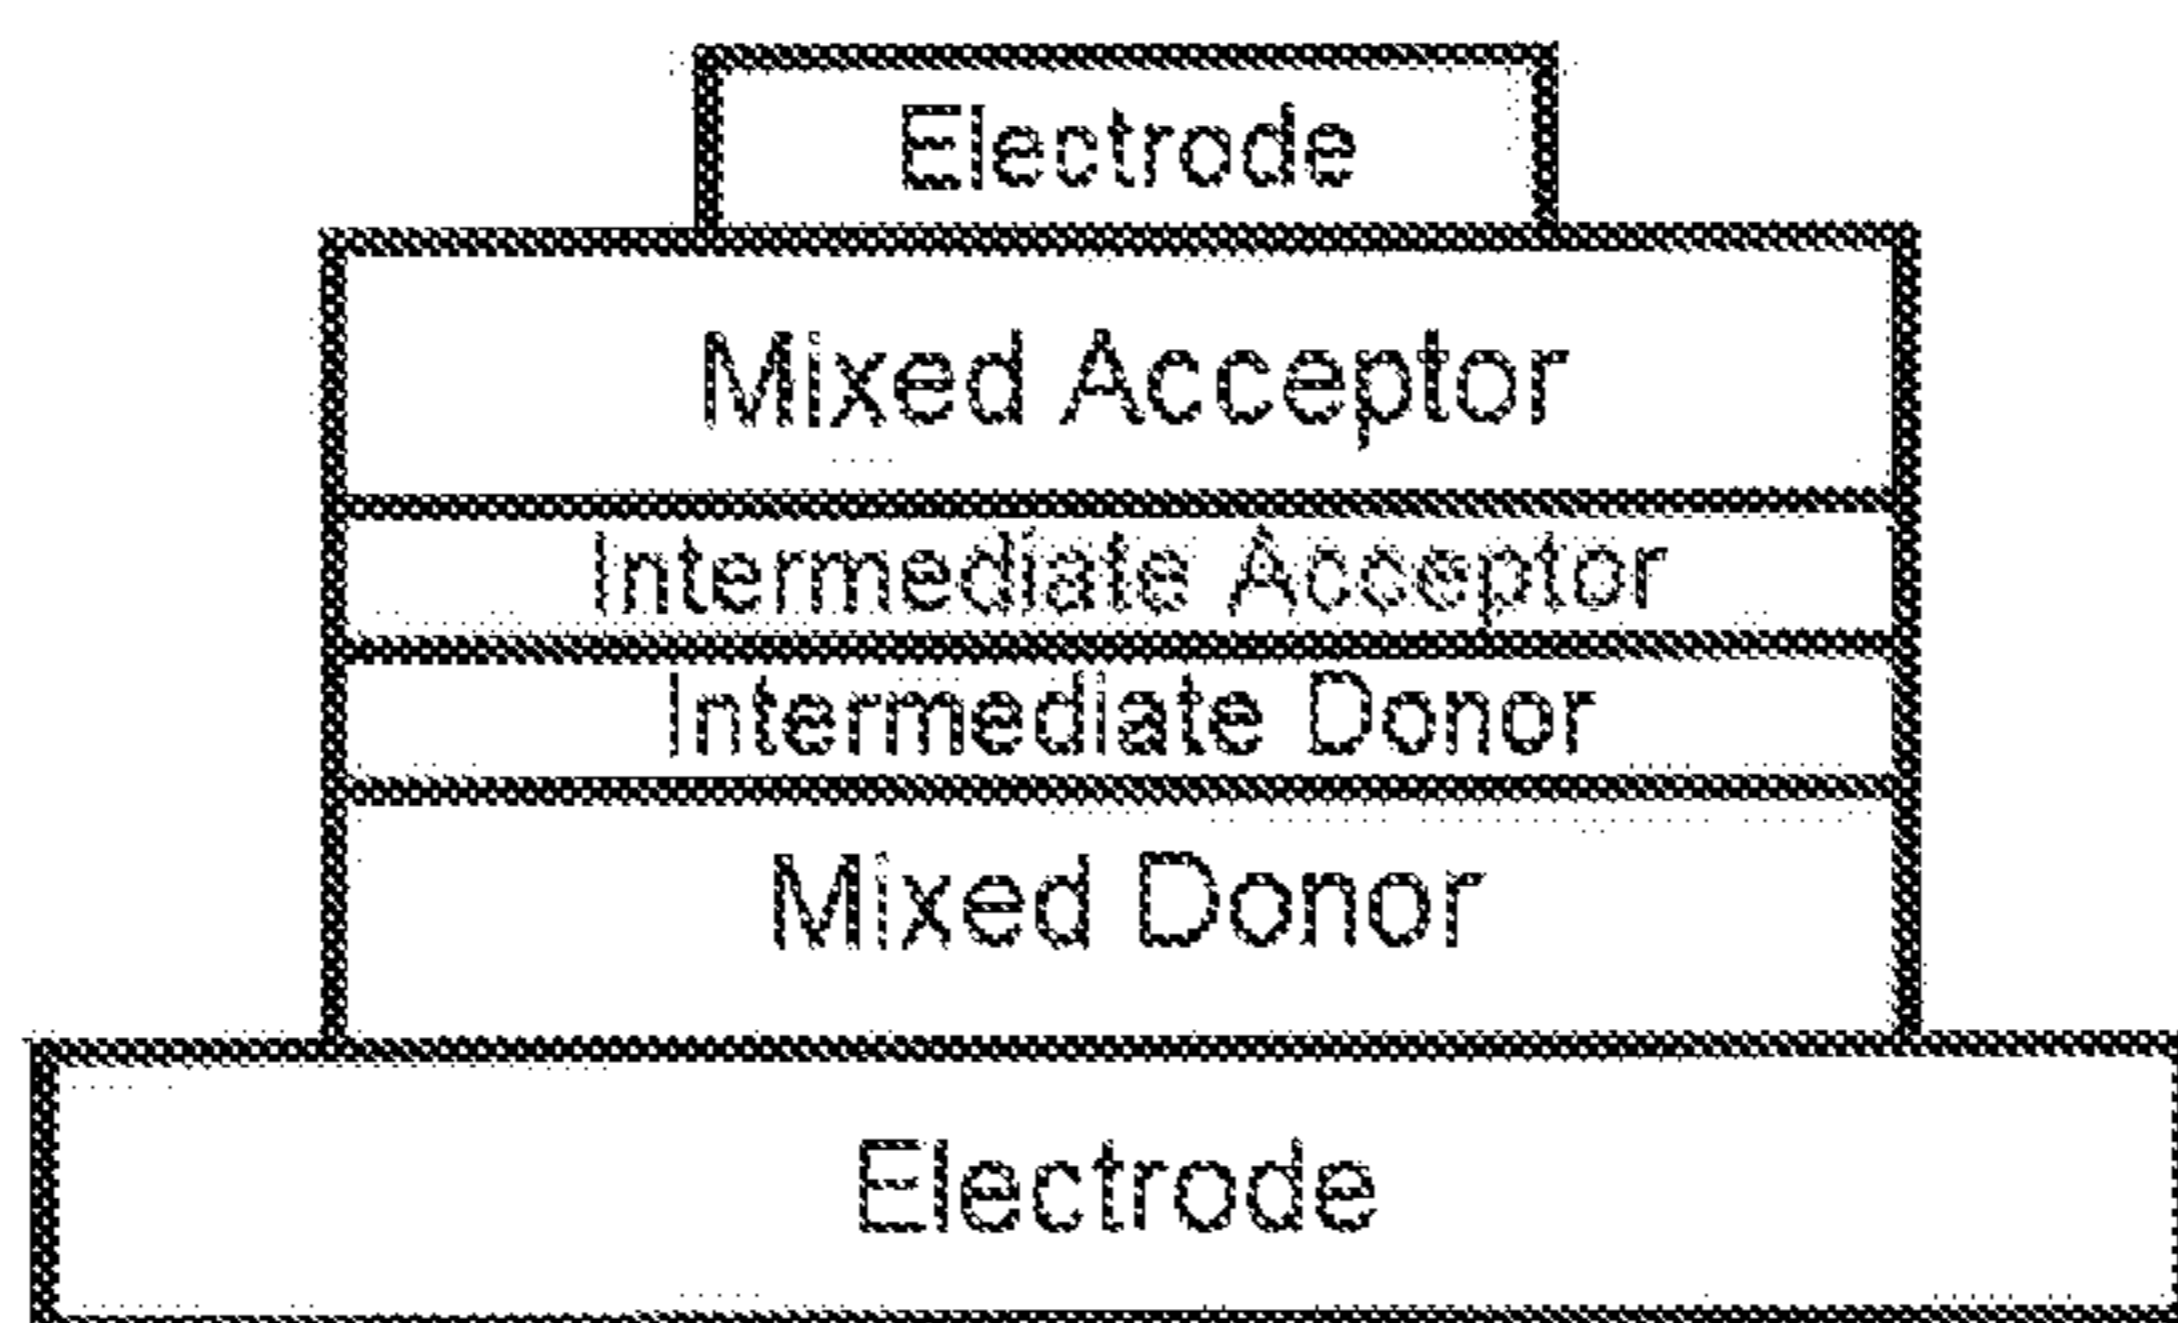 Electrode
Mixed Acceptor
Intermediate Acceptor
Intermediate Donor
Mixed Donor
Electrode